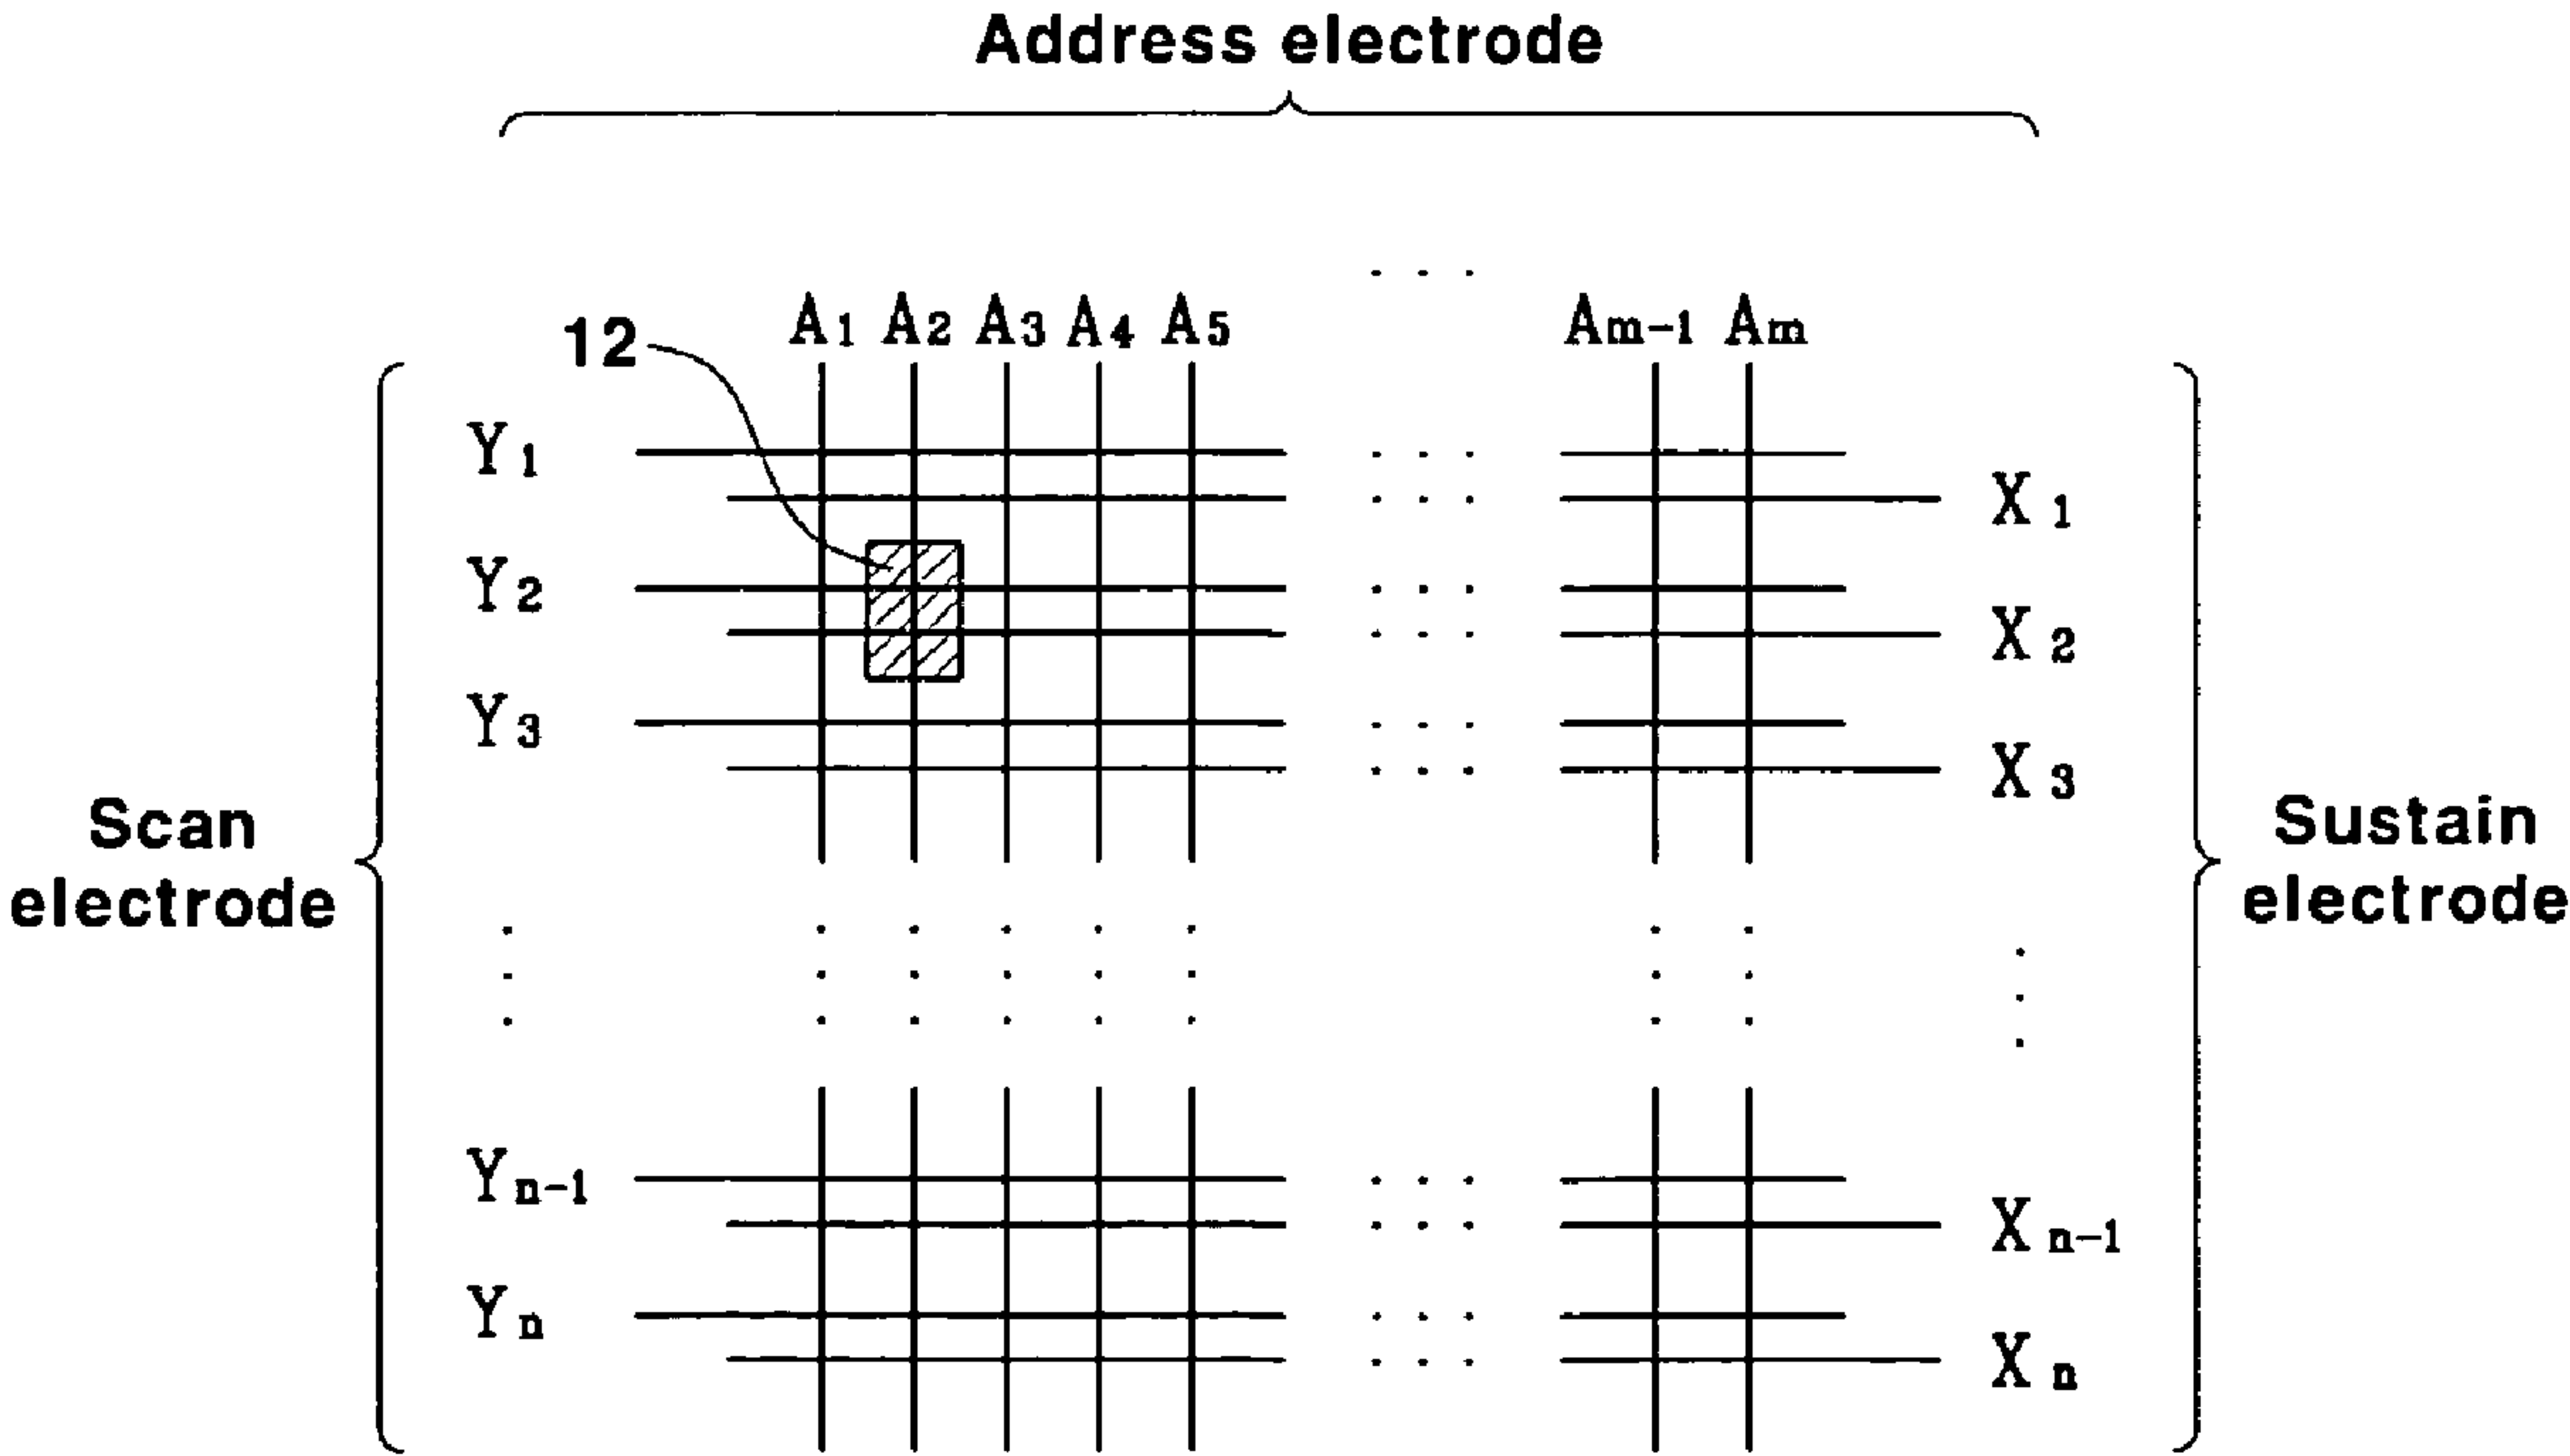 Address electrode
. . .
A1 A2 A3 A4 A5 Am-1 Am
12
Y1
X1
Y2
X2
Y3
X3
Scan
electrode
Sustain
electrode
Yn-1
Xn-1
Yn
Xn